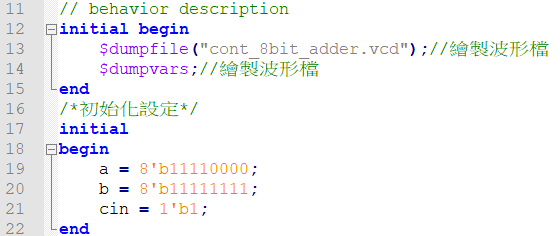 11 // behavior description
12 initial begin
13 $dumpfile("cont_8bit_adder.vcd");//繪製波形檔
14 $dumpvars;//繪製波形檔
15 end
16 /*初始化設定*/
17 initial
18 begin
19 a = 8'b11110000;
20 b = 8'b11111111;
21 cin = 1'b1;
22 end